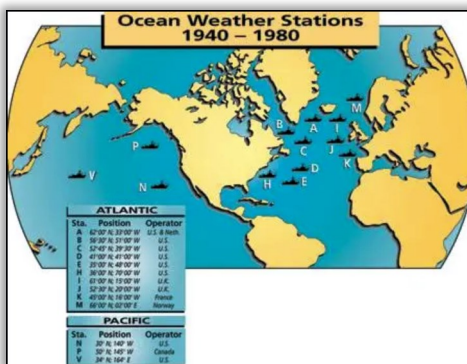 Ocean Weather Stations
1940 – 1980
M
B
A
I
C
J
P
K
D
V
H
E
N
ATLANTIC
Sta. Position Operator
A 62°00' N; 33°00' W U.S. & Neth.
B 56°30' N; 51°00' W U.S.
C 52°45' N; 35°30' W U.S.
D 44°00' N; 41°00' W U.S.
E 35°00' N; 48°00' W U.S.
H 36°00' N; 70°00' W U.S.
I 61°00' N; 15°00' W U.K.
J 52°30' N; 20°00' W U.K.
K 45°00' N; 16°00' W France
M 66°00' N; 02°00' E Norway
PACIFIC
Sta. Position Operator
N 30° N; 140° W U.S.
P 50° N; 145° W Canada
V 34° N; 164° E U.S.